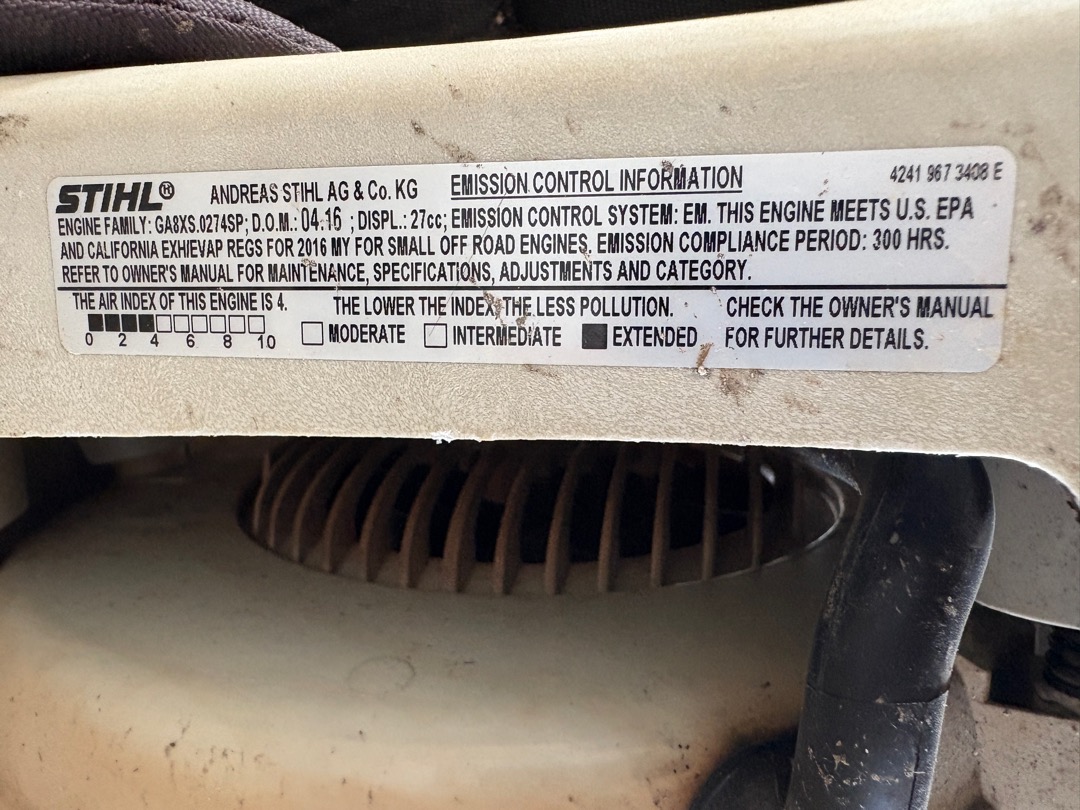 STIHL® ANDREAS STIHL AG & Co. KG EMISSION CONTROL INFORMATION 4241 967 3408 E
ENGINE FAMILY: GA8XS.0274SP; D.O.M.: 04.16 ; DISPL.: 27cc; EMISSION CONTROL SYSTEM: EM. THIS ENGINE MEETS U.S. EPA
AND CALIFORNIA EXH/EVAP REGS FOR 2016 MY FOR SMALL OFF ROAD ENGINES. EMISSION COMPLIANCE PERIOD: 300 HRS.
REFER TO OWNER'S MANUAL FOR MAINTENANCE, SPECIFICATIONS, ADJUSTMENTS AND CATEGORY.
THE AIR INDEX OF THIS ENGINE IS 4. THE LOWER THE INDEX, THE LESS POLLUTION. CHECK THE OWNER'S MANUAL
0 2 4 6 8 10 MODERATE INTERMEDIATE EXTENDED FOR FURTHER DETAILS.